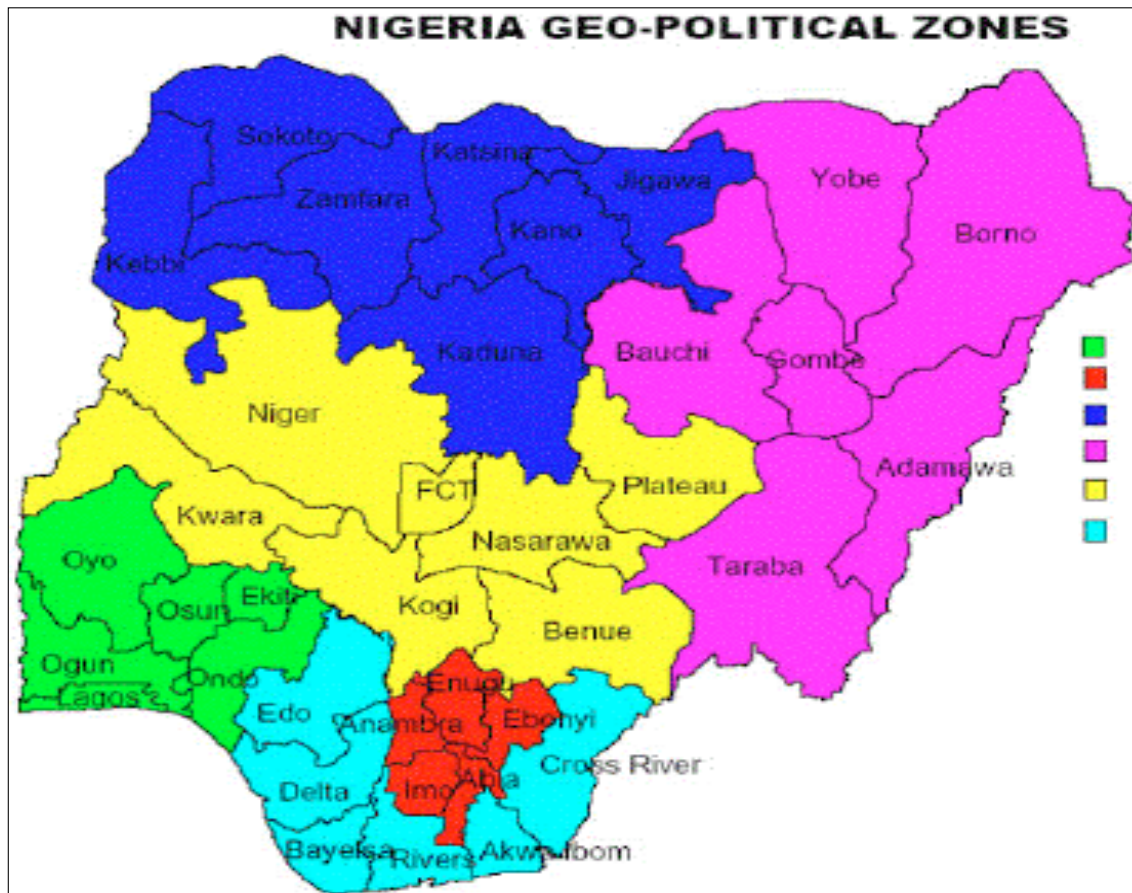 NIGERIA GEO-POLITICAL ZONES
Sokoto
Katsina
Jigawa
Yobe
Zamfara
Kano
Borno
Kebbi
Kaduna
Bauchi
Gombe
Niger
Adamawa
FCT
Plateau
Kwara
Nasarawa
Oyo
Taraba
Osun
Ekiti
Kogi
Benue
Ogun
Ondo
Lagos
Enugu
Edo
Anambra
Ebonyi
Cross River
Delta
Imo
Abia
Bayelsa
Rivers
Akwa Ibom